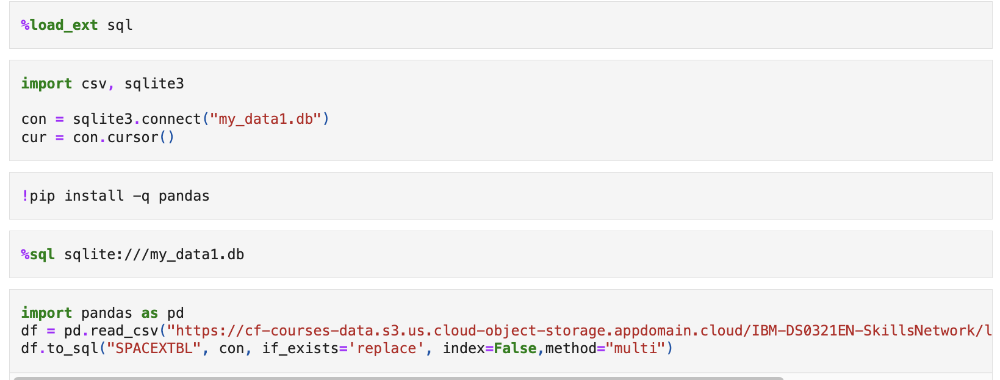 %load_ext sql
import csv, sqlite3
con = sqlite3.connect("my_data1.db")
cur = con.cursor()
!pip install -q pandas
%sql sqlite:///my_data1.db
import pandas as pd
df = pd.read_csv("https://cf-courses-data.s3.us.cloud-object-storage.appdomain.cloud/IBM-DS0321EN-SkillsNetwork/l
df.to_sql("SPACEXTBL", con, if_exists='replace', index=False,method="multi")